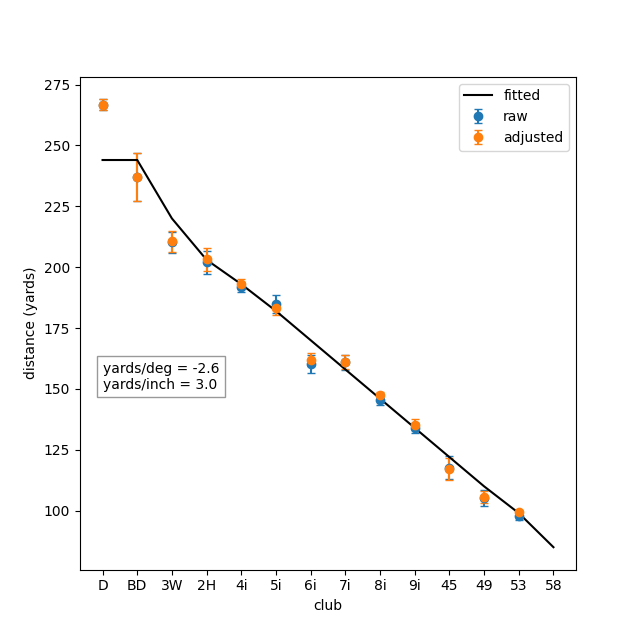 275
250
225
200
175
150
125
100
distance (yards)
fitted
raw
adjusted
yards/deg = -2.6
yards/inch = 3.0
D BD 3W 2H 4i 5i 6i 7i 8i 9i 45 49 53 58
club